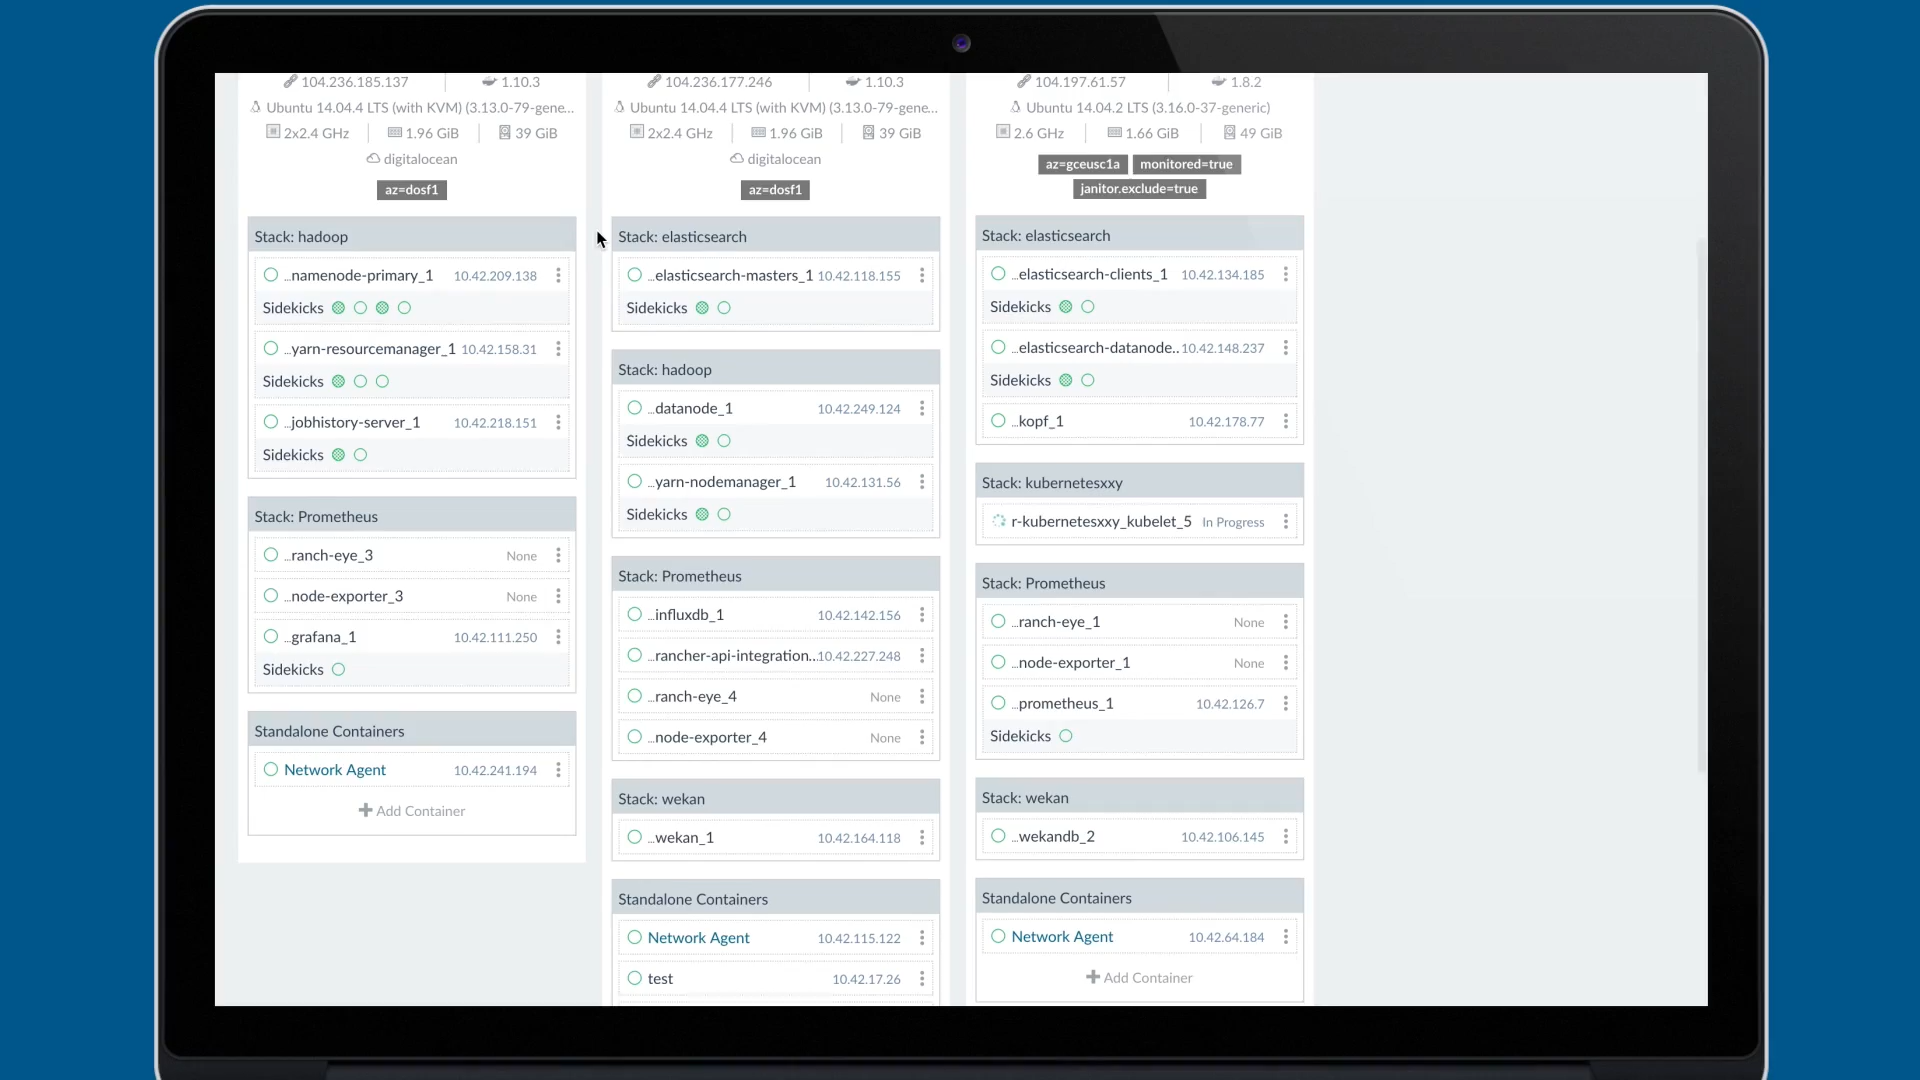 104.236.185.137 1.10.3
Ubuntu 14.04.4 LTS (with KVM) (3.13.0-79-gene...
2x2.4 GHz 1.96 GiB 39 GiB
digitalocean
az=dosf1
Stack: hadoop
...namenode-primary_1 10.42.209.138
Sidekicks
...yarn-resourcemanager_1 10.42.158.31
Sidekicks
...jobhistory-server_1 10.42.218.151
Sidekicks
Stack: Prometheus
...ranch-eye_3 None
...node-exporter_3 None
...grafana_1 10.42.111.250
Sidekicks
Standalone Containers
Network Agent 10.42.241.194
Add Container
104.236.177.246 1.10.3
Ubuntu 14.04.4 LTS (with KVM) (3.13.0-79-gene...
2x2.4 GHz 1.96 GiB 39 GiB
digitalocean
az=dosf1
Stack: elasticsearch
...elasticsearch-masters_1 10.42.118.155
Sidekicks
Stack: hadoop
...datanode_1 10.42.249.124
Sidekicks
...yarn-nodemanager_1 10.42.131.56
Sidekicks
Stack: Prometheus
...influxdb_1 10.42.142.156
...rancher-api-integration... 10.42.227.248
...ranch-eye_4 None
...node-exporter_4 None
Stack: wekan
...wekan_1 10.42.164.118
Standalone Containers
Network Agent 10.42.115.122
test 10.42.17.26
104.197.61.57 1.8.2
Ubuntu 14.04.2 LTS (3.16.0-37-generic)
2.6 GHz 1.66 GiB 49 GiB
az=gceusc1a monitored=true
janitor.exclude=true
Stack: elasticsearch
...elasticsearch-clients_1 10.42.134.185
Sidekicks
...elasticsearch-datanode... 10.42.148.237
Sidekicks
...kopf_1 10.42.178.77
Stack: kubernetesxxy
r-kubernetesxxy_kubelet_5 In Progress
Stack: Prometheus
...ranch-eye_1 None
...node-exporter_1 None
...prometheus_1 10.42.126.7
Sidekicks
Stack: wekan
...wekandb_2 10.42.106.145
Standalone Containers
Network Agent 10.42.64.184
Add Container